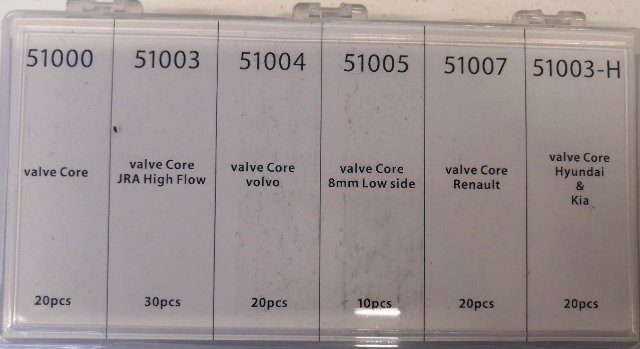 51000
valve Core
20pcs
51003
valve Core
JRA High Flow
30pcs
51004
valve Core
volvo
20pcs
51005
valve Core
8mm Low side
10pcs
51007
valve Core
Renault
20pcs
51003-H
valve Core
Hyundai
&
Kia
20pcs